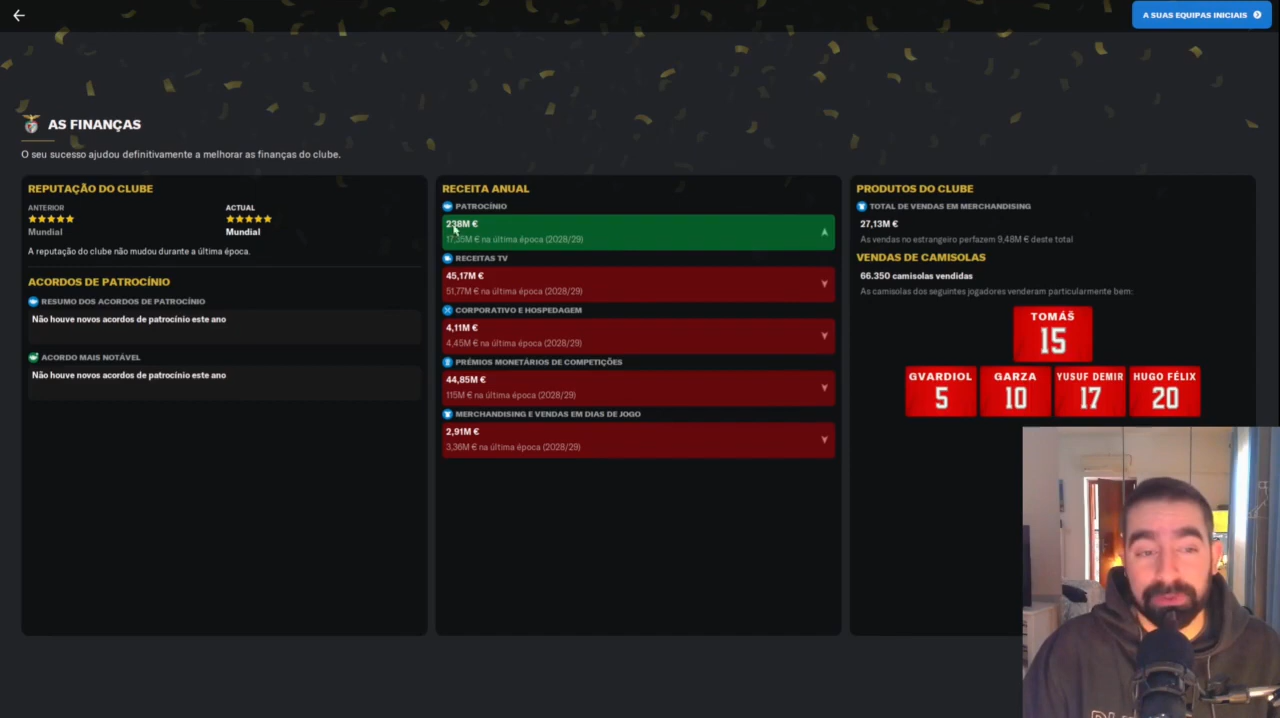 A SUAS EQUIPAS INICIAIS
AS FINANÇAS
O seu sucesso ajudou definitivamente a melhorar as finanças do clube.
REPUTAÇÃO DO CLUBE
ANTERIOR
ACTUAL
Mundial
Mundial
A reputação do clube não mudou durante a última época.
ACORDOS DE PATROCÍNIO
RESUMO DOS ACORDOS DE PATROCÍNIO
Não houve novos acordos de patrocínio este ano
ACORDO MAIS NOTÁVEL
Não houve novos acordos de patrocínio este ano
RECEITA ANUAL
PATROCÍNIO
238M €
17,35M € na última época (2028/29)
RECEITAS TV
45,17M €
51,77M € na última época (2028/29)
CORPORATIVO E HOSPEDAGEM
4,11M €
4,45M € na última época (2028/29)
PRÉMIOS MONETÁRIOS DE COMPETIÇÕES
44,85M €
115M € na última época (2028/29)
MERCHANDISING E VENDAS EM DIAS DE JOGO
2,91M €
3,36M € na última época (2028/29)
PRODUTOS DO CLUBE
TOTAL DE VENDAS EM MERCHANDISING
27,13M €
As vendas no estrangeiro perfazem 9,48M € deste total
VENDAS DE CAMISOLAS
66.350 camisolas vendidas
As camisolas dos seguintes jogadores venderam particularmente bem:
TOMÁŠ
15
GVARDIOL
5
GARZA
10
YUSUF DEMIR
17
HUGO FÉLIX
20